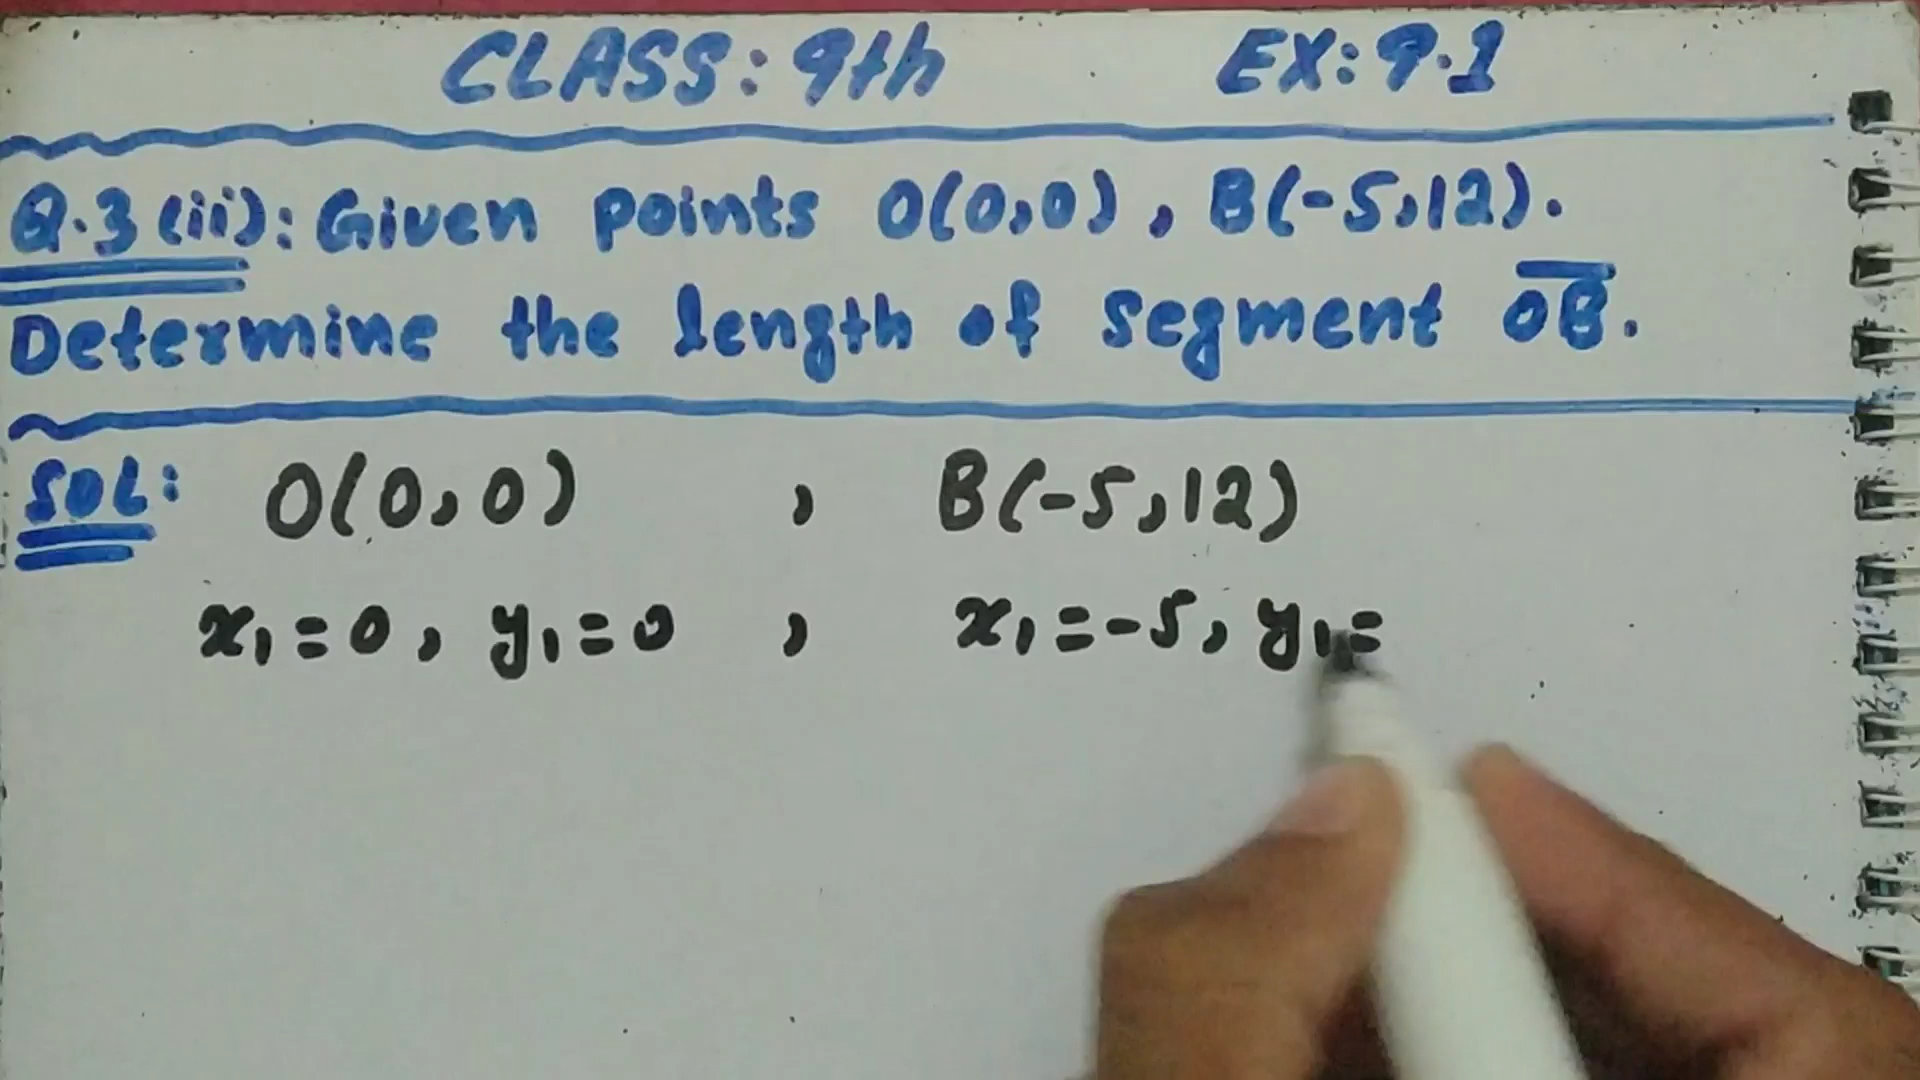 CLASS: 9th EX: 9.1
Q.3 (ii): Given points O(0,0), B(-5,12).
Determine the length of segment O̅B̅.
SOL: O(0,0) , B(-5,12)
x₁=0, y₁=0 , x₁=-5, y₁=